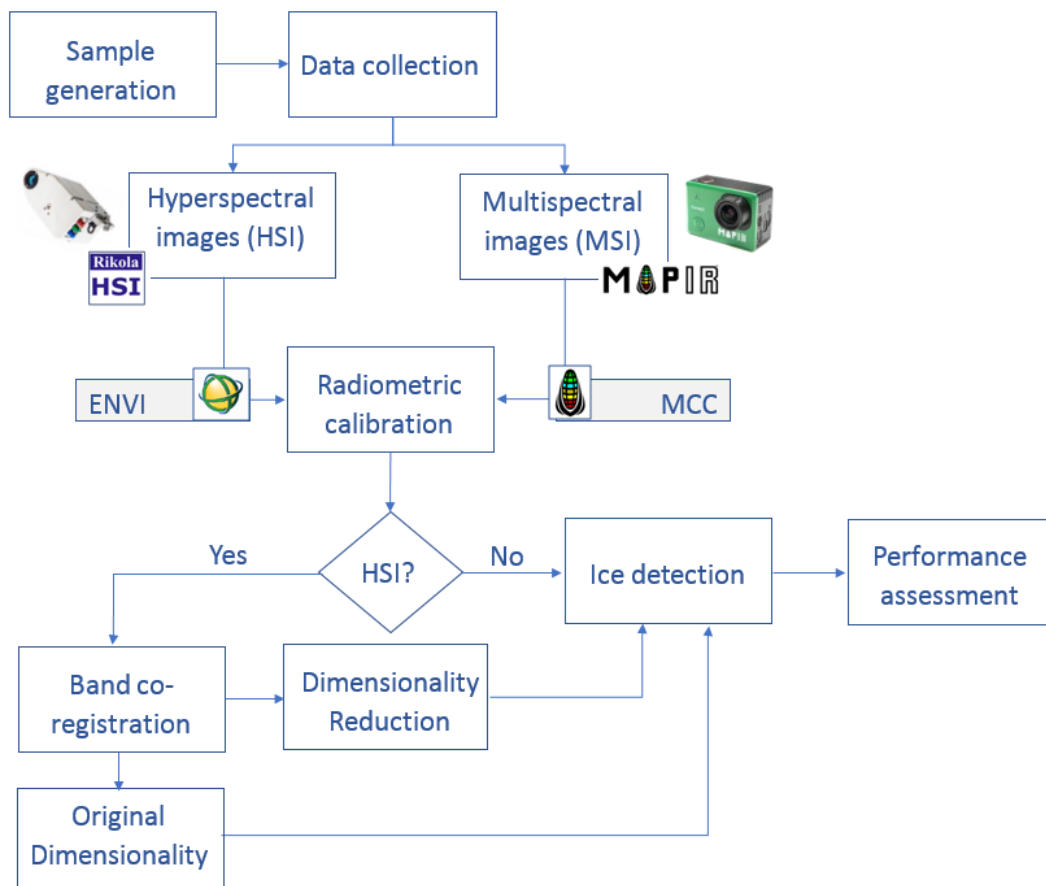 Sample
generation
Data collection
Hyperspectral
images (HSI)
Rikola
HSI
Multispectral
images (MSI)
MAPIR
MAPIR
ENVI
Radiometric
calibration
MCC
Yes
HSI?
No
Ice detection
Performance
assessment
Band co-
registration
Dimensionality
Reduction
Original
Dimensionality